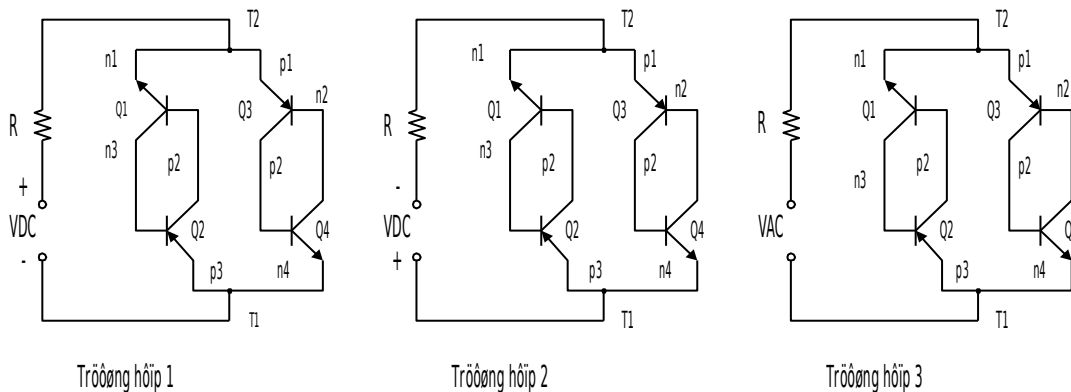 T2
n1
p1
n2
Q1
Q3
R
n3
p2
p2
+
VDC
-
Q2
Q4
p3
n4
T1
Tröôøng hôïp 1
T2
n1
p1
n2
Q1
Q3
R
n3
p2
p2
-
VDC
+
Q2
Q4
p3
n4
T1
Tröôøng hôïp 2
T2
n1
p1
n2
Q1
Q3
R
n3
p2
p2
VAC
Q2
p3
n4
T1
Tröôøng hôïp 3